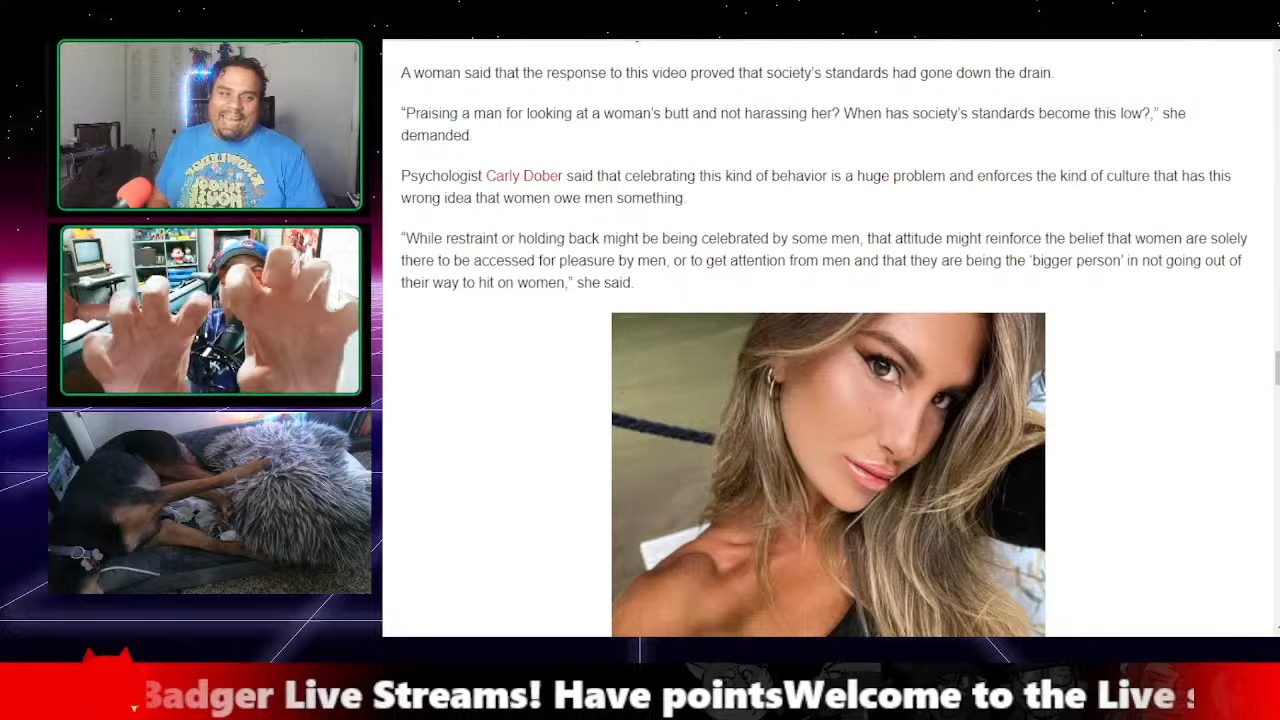 A woman said that the response to this video proved that society’s standards had gone down the drain.
“Praising a man for looking at a woman’s butt and not harassing her? When has society’s standards become this low?,” she
demanded.
Psychologist Carly Dober said that celebrating this kind of behavior is a huge problem and enforces the kind of culture that has this
wrong idea that women owe men something.
“While restraint or holding back might be being celebrated by some men, that attitude might reinforce the belief that women are solely
there to be accessed for pleasure by men, or to get attention from men and that they are being the ‘bigger person’ in not going out of
their way to hit on women,” she said.
Badger Live Streams! Have pointsWelcome to the Live